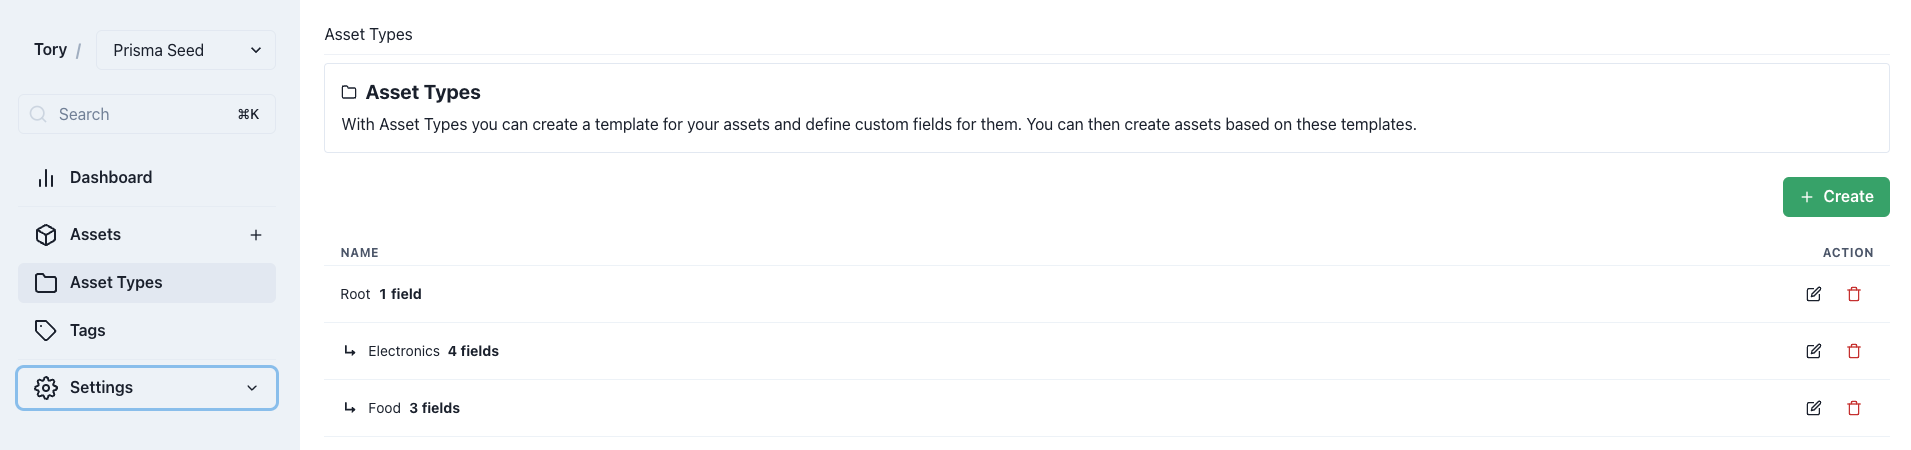 Tory / Prisma Seed
Search ⌘K
Dashboard
Assets
Asset Types
Tags
Settings
Asset Types
Asset Types
With Asset Types you can create a template for your assets and define custom fields for them. You can then create assets based on these templates.
+ Create
NAME ACTION
Root 1 field
Electronics 4 fields
Food 3 fields